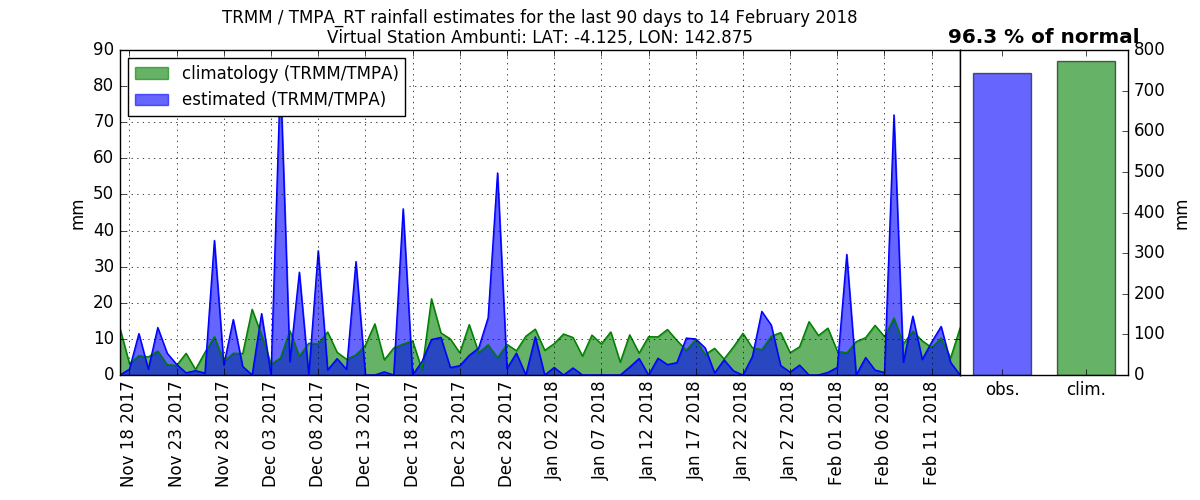 TRMM / TMPA_RT rainfall estimates for the last 90 days to 14 February 2018
Virtual Station Ambunti: LAT: -4.125, LON: 142.875
96.3 % of normal
climatology (TRMM/TMPA)
estimated (TRMM/TMPA)
90
80
70
60
50
40
30
20
10
0
mm
Nov 18 2017
Nov 23 2017
Nov 28 2017
Dec 03 2017
Dec 08 2017
Dec 13 2017
Dec 18 2017
Dec 23 2017
Dec 28 2017
Jan 02 2018
Jan 07 2018
Jan 12 2018
Jan 17 2018
Jan 22 2018
Jan 27 2018
Feb 01 2018
Feb 06 2018
Feb 11 2018
obs.
clim.
800
700
600
500
400
300
200
100
0
mm